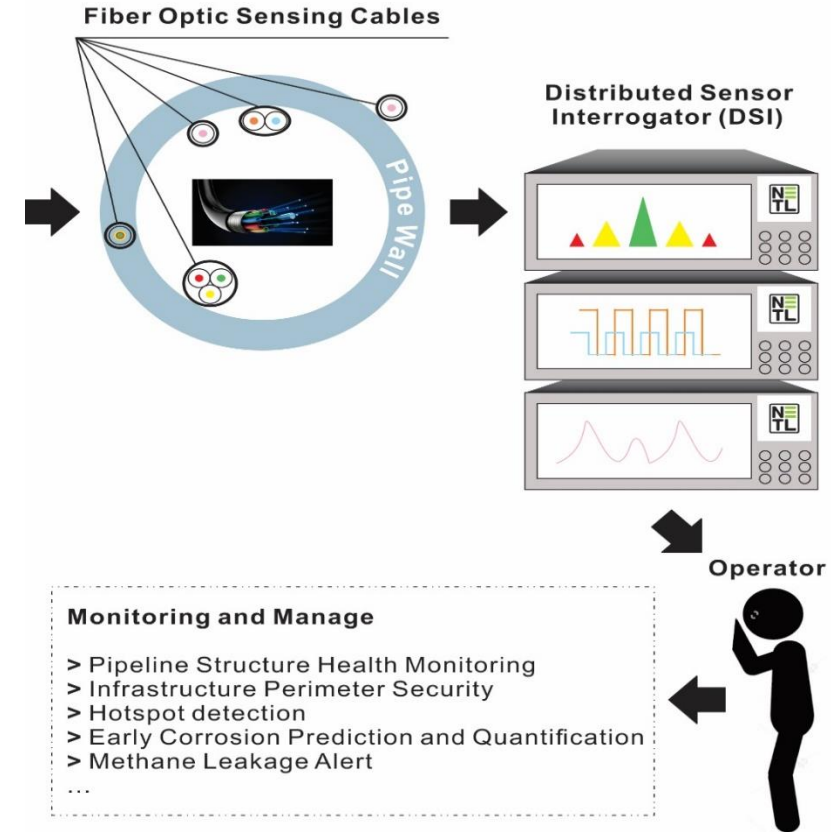 Fiber Optic Sensing Cables
Pipe Wall
Distributed Sensor
Interrogator (DSI)
NETL
NETL
NETL
Operator
Monitoring and Manage
> Pipeline Structure Health Monitoring
> Infrastructure Perimeter Security
> Hotspot detection
> Early Corrosion Prediction and Quantification
> Methane Leakage Alert
...